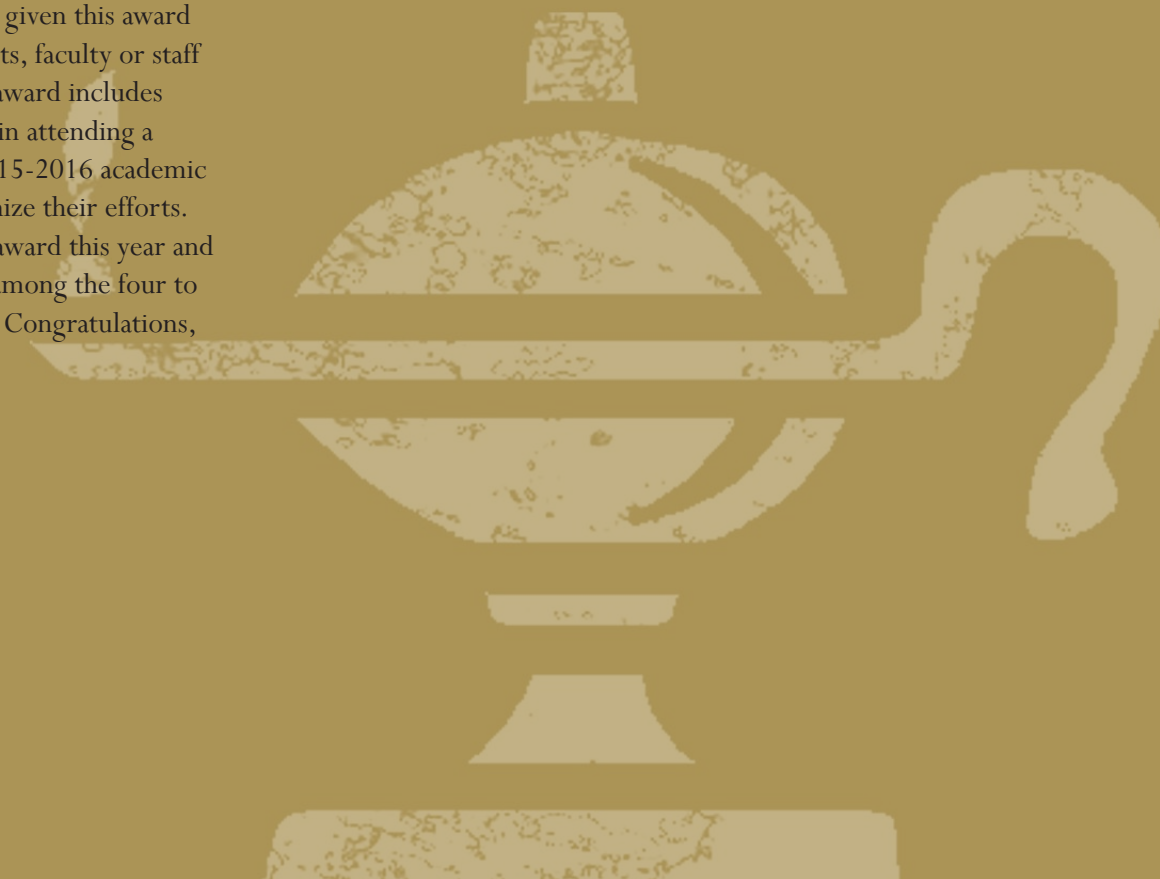 given this award
ts, faculty or staff
award includes
in attending a
15-2016 academic
nize their efforts.
award this year and
among the four to
Congratulations,